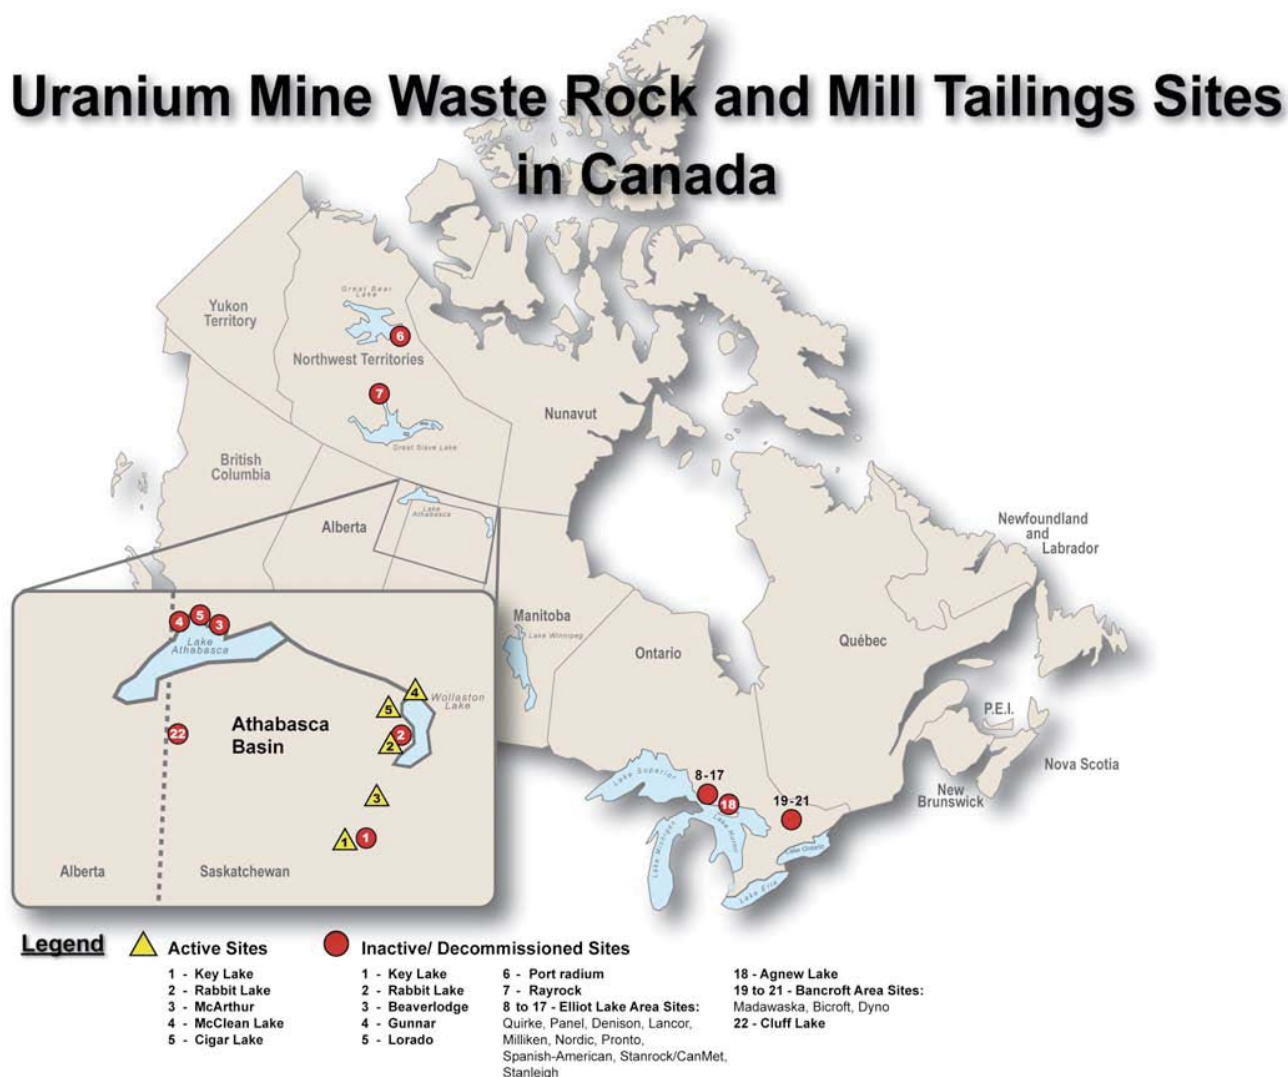 Uranium Mine Waste Rock and Mill Tailings Sites
in Canada
Great Bear
Lake
Yukon
Territory
6
Northwest Territories
7
Nunavut
Great Slave Lake
British
Columbia
Alberta
Lake
Athabasca
Newfoundland
and
Labrador
Manitoba
Lake Winnipeg
Ontario
Québec
P.E.I.
Nova Scotia
New
Brunswick
Lake Superior
8-17
18
19-21
Lake Michigan
Lake Huron
Lake Ontario
Lake Erie
4
5
3
Lake
Athabasca
4
Wollaston
Lake
5
22
Athabasca
Basin
2
2
3
1
1
Alberta
Saskatchewan
Legend
Active Sites
1 - Key Lake
2 - Rabbit Lake
3 - McArthur
4 - McClean Lake
5 - Cigar Lake
Inactive/ Decommissioned Sites
1 - Key Lake
2 - Rabbit Lake
3 - Beaverlodge
4 - Gunnar
5 - Lorado
6 - Port radium
7 - Rayrock
8 to 17 - Elliot Lake Area Sites:
Quirke, Panel, Denison, Lancor,
Milliken, Nordic, Pronto,
Spanish-American, Stanrock/CanMet,
Stanleigh
18 - Agnew Lake
19 to 21 - Bancroft Area Sites:
Madawaska, Bicroft, Dyno
22 - Cluff Lake